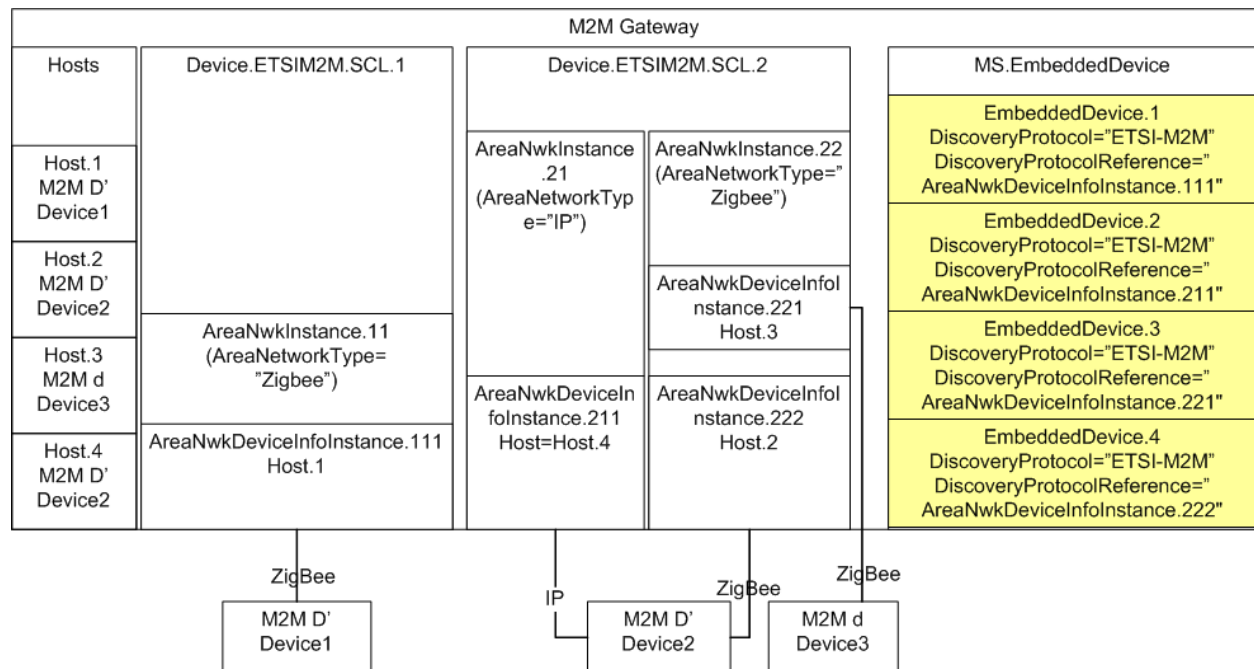 M2M Gateway
Hosts
Host.1
M2M D’
Device1
Host.2
M2M D’
Device2
Host.3
M2M d
Device3
Host.4
M2M D’
Device2
Device.ETSIM2M.SCL.1
AreaNwkInstance.11
(AreaNetworkType=
”Zigbee”)
AreaNwkDeviceInfoInstance.111
Host.1
Device.ETSIM2M.SCL.2
AreaNwkInstance
.21
(AreaNetworkTyp
e=”IP”)
AreaNwkDeviceIn
foInstance.211
Host=Host.4
AreaNwkInstance.22
(AreaNetworkType=”
Zigbee”)
AreaNwkDeviceInfoI
nstance.221
Host.3
AreaNwkDeviceInfoI
nstance.222
Host.2
MS.EmbeddedDevice
EmbeddedDevice.1
DiscoveryProtocol=”ETSI-M2M”
DiscoveryProtocolReference=”
AreaNwkDeviceInfoInstance.111"
EmbeddedDevice.2
DiscoveryProtocol=”ETSI-M2M”
DiscoveryProtocolReference=”
AreaNwkDeviceInfoInstance.211"
EmbeddedDevice.3
DiscoveryProtocol=”ETSI-M2M”
DiscoveryProtocolReference=”
AreaNwkDeviceInfoInstance.221"
EmbeddedDevice.4
DiscoveryProtocol=”ETSI-M2M”
DiscoveryProtocolReference=”
AreaNwkDeviceInfoInstance.222"
ZigBee
IP
ZigBee
ZigBee
M2M D’
Device1
M2M D’
Device2
M2M d
Device3